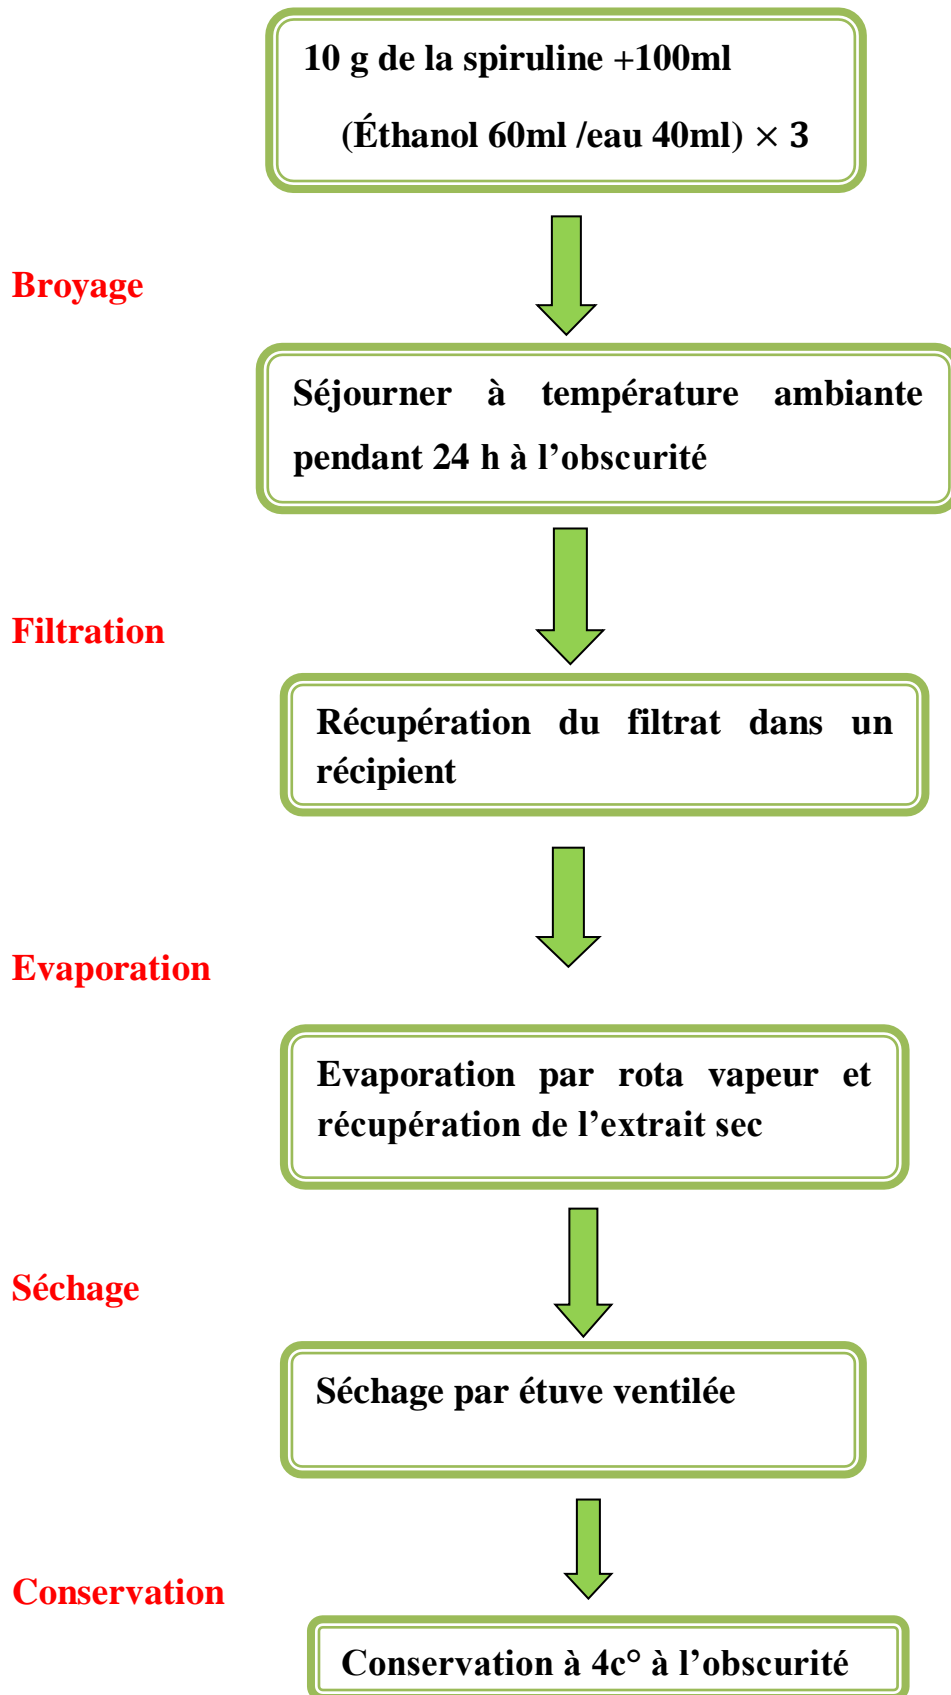 10 g de la spiruline +100ml
(Éthanol 60ml /eau 40ml) × 3
Broyage
Séjourner à température ambiante
pendant 24 h à l’obscurité
Filtration
Récupération du filtrat dans un
récipient
Evaporation
Evaporation par rota vapeur et
récupération de l’extrait sec
Séchage
Séchage par étuve ventilée
Conservation
Conservation à 4c° à l’obscurité